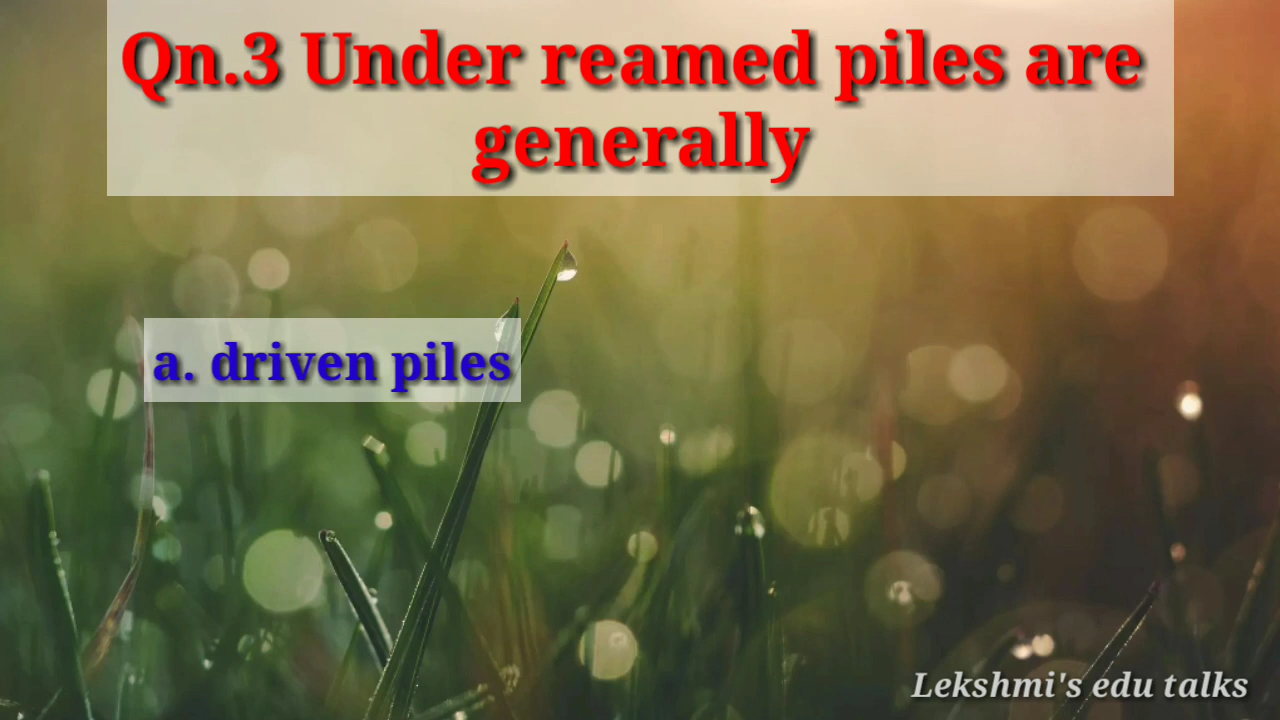 Qn.3 Under reamed piles are
generally
a. driven piles
Lekshmi's edu talks